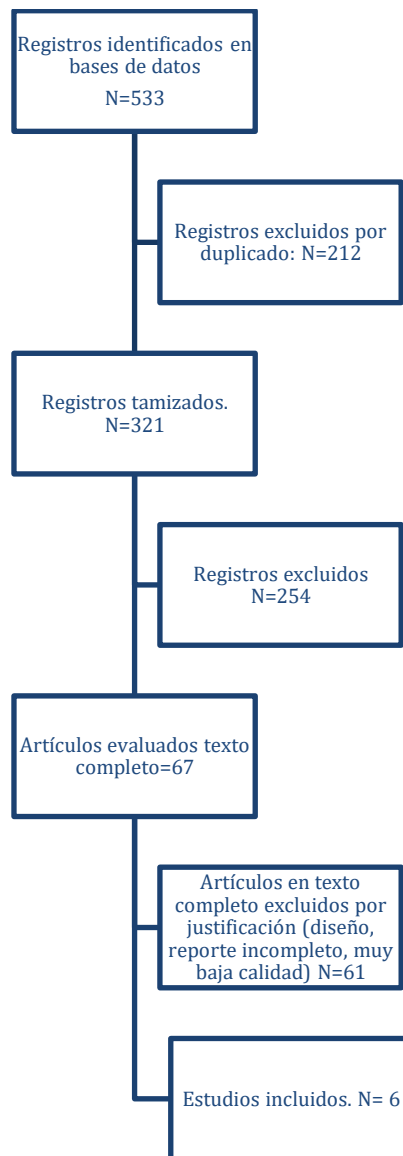 Registros identificados en
bases de datos
N=533
Registros excluidos por
duplicado: N=212
Registros tamizados.
N=321
Registros excluidos
N=254
Artículos evaluados texto
completo=67
Artículos en texto
completo excluidos por
justificación (diseño,
reporte incompleto, muy
baja calidad) N=61
Estudios incluidos. N= 6